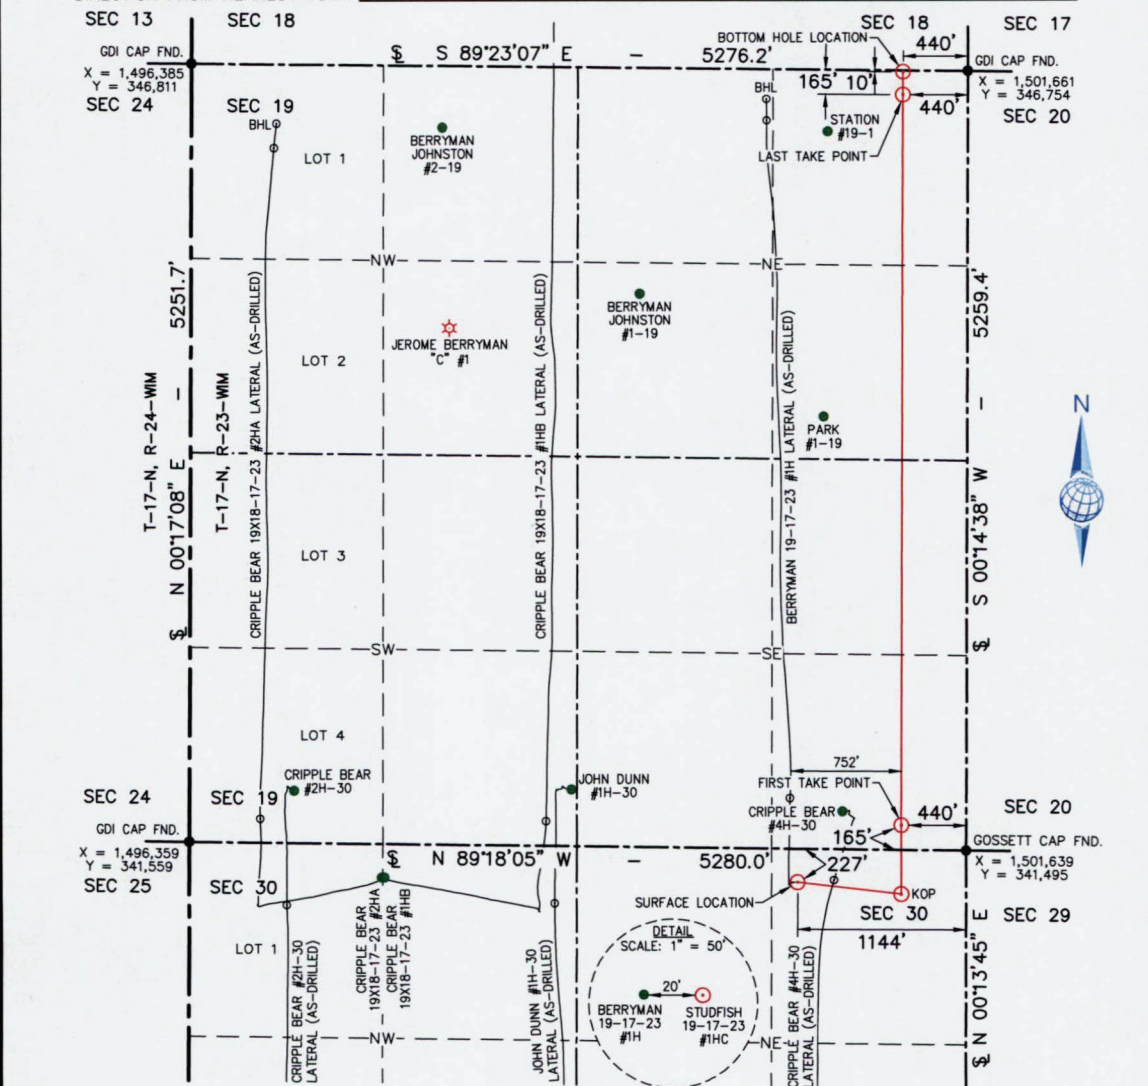 SEC 13
SEC 18
SEC 18
SEC 17
BOTTOM HOLE LOCATION
440'
GDI CAP FND.
S 89°23'07" E — 5276.2'
GDI CAP FND.
X = 1,496,385
Y = 346,811
165'
10'
X = 1,501,661
Y = 346,754
SEC 24
SEC 19
BHL
440'
SEC 20
BHL
STATION
#19-1
LOT 1
BERRYMAN
JOHNSTON
#2-19
LAST TAKE POINT
NW
NE
5251.7'
5259.4'
BERRYMAN
JOHNSTON
#1-19
JEROME BERRYMAN
"C" #1
LOT 2
T-17-N, R-24-WIM
T-17-N, R-23-WIM
CRIPPLE BEAR 19X18-17-23 #2HA LATERAL (AS-DRILLED)
CRIPPLE BEAR 19X18-17-23 #1HB LATERAL (AS-DRILLED)
BERRYMAN 19-17-23 #1H LATERAL (AS-DRILLED)
PARK
#1-19
N
N 00°17'08" E —
S 00°14'38" W —
LOT 3
SW
SE
LOT 4
752'
CRIPPLE BEAR
#2H-30
JOHN DUNN
#1H-30
FIRST TAKE POINT
SEC 24
SEC 19
CRIPPLE BEAR
#4H-30
440'
SEC 20
GDI CAP FND.
165'
GOSSETT CAP FND.
X = 1,496,359
Y = 341,559
N 89°18'05" W — 5280.0'
227'
X = 1,501,639
Y = 341,495
SEC 25
SEC 30
SURFACE LOCATION
KOP
SEC 30
SEC 29
1144'
LOT 1
CRIPPLE BEAR
19X18-17-23 #2HA
CRIPPLE BEAR
19X18-17-23 #1HB
DETAIL
SCALE: 1" = 50'
20'
BERRYMAN
19-17-23
#1H
STUDFISH
19-17-23
#1HC
CRIPPLE BEAR #2H-30
LATERAL (AS-DRILLED)
JOHN DUNN #1H-30
LATERAL (AS-DRILLED)
CRIPPLE BEAR #4H-30
LATERAL (AS-DRILLED)
N 00°13'45" E
NW
NE